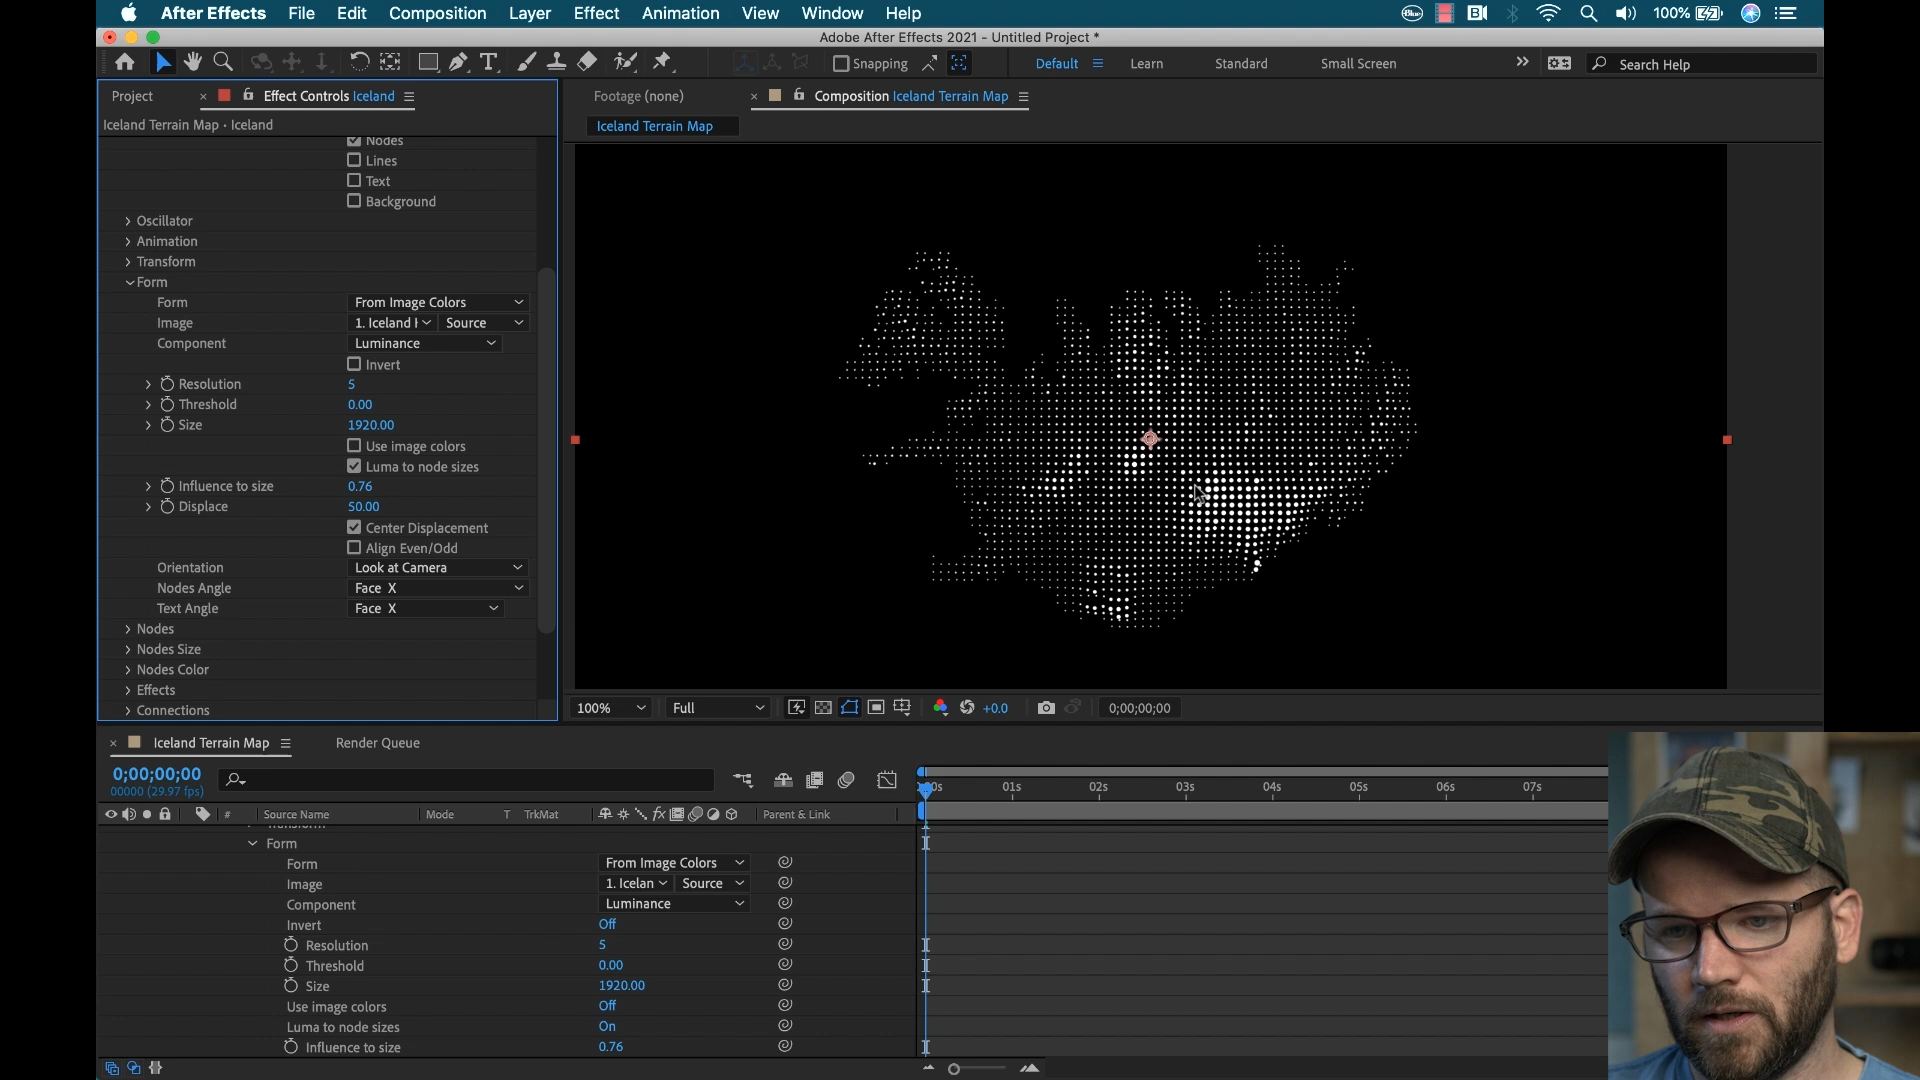 After Effects File Edit Composition Layer Effect Animation View Window Help 100%
Adobe After Effects 2021 - Untitled Project *
Snapping Default Learn Standard Small Screen Search Help
Project Effect Controls Iceland Footage (none) Composition Iceland Terrain Map
Iceland Terrain Map • Iceland
Iceland Terrain Map
Nodes
Lines
Text
Background
Oscillator
Animation
Transform
Form
Form From Image Colors
Image 1. Iceland Source
Component Luminance
Invert
Resolution 5
Threshold 0.00
Size 1920.00
Use image colors
Luma to node sizes
Influence to size 0.76
Displace 50.00
Center Displacement
Align Even/Odd
Orientation Look at Camera
Nodes Angle Face X
Text Angle Face X
Nodes
Nodes Size
Nodes Color
Effects
Connections
100% Full +0.0 0;00;00;00
Iceland Terrain Map Render Queue
0;00;00;00
00000 (29.97 fps)
01s 02s 03s 04s 05s 06s 07s
# Source Name Mode T TrkMat Parent & Link
Transform
Form
Form From Image Colors
Image 1. Icelan Source
Component Luminance
Invert Off
Resolution 5
Threshold 0.00
Size 1920.00
Use image colors Off
Luma to node sizes On
Influence to size 0.76